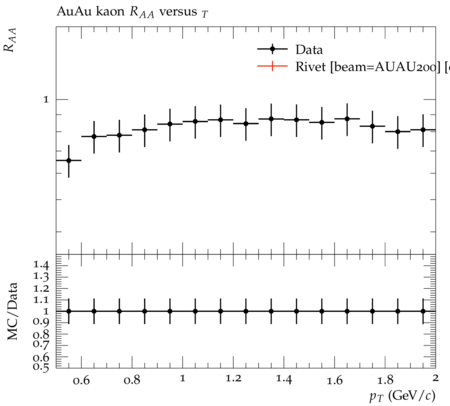 AuAu kaon R_AA versus _T
R_AA
Data
Rivet [beam=AUAU200] [
1
MC/Data
1.4
1.3
1.2
1.1
1
0.9
0.8
0.7
0.6
0.5
0.6 0.8 1 1.2 1.4 1.6 1.8 2
p_T (GeV/c)